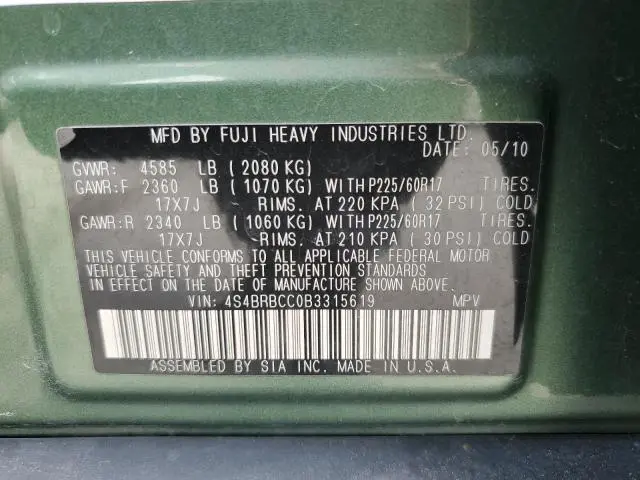 MFD BY FUJI HEAVY INDUSTRIES LTD.
DATE: 05/10
GVWR: 4585 LB ( 2080 KG)
GAWR:F 2360 LB ( 1070 KG) WITH P225/60R17 TIRES.
17X7J -RIMS. AT 220 KPA ( 32 PSI) COLD
GAWR:R 2340 LB ( 1060 KG) WITH P225/60R17 TIRES.
17X7J -RIMS. AT 210 KPA ( 30 PSI) COLD
THIS VEHICLE CONFORMS TO ALL APPLICABLE FEDERAL MOTOR
VEHICLE SAFETY AND THEFT PREVENTION STANDARDS
IN EFFECT ON THE DATE OF MANUFACTURE SHOWN ABOVE.
VIN: 4S4BRBCC0B3315619 MPV
ASSEMBLED BY SIA INC. MADE IN U.S.A.